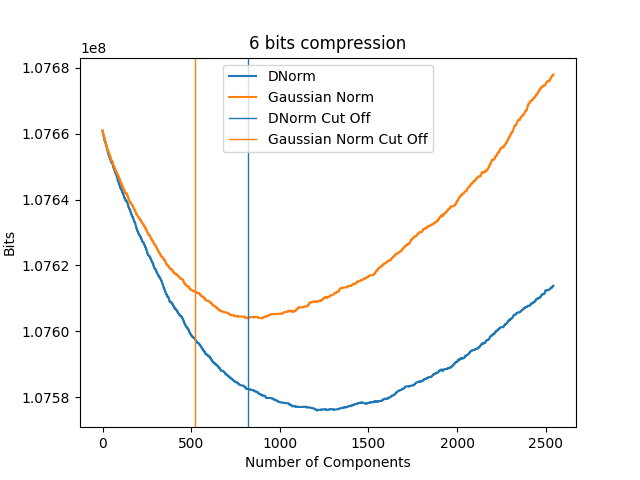 6 bits compression
1e8
1.0768
1.0766
1.0764
1.0762
1.0760
1.0758
Bits
DNorm
Gaussian Norm
DNorm Cut Off
Gaussian Norm Cut Off
0 500 1000 1500 2000 2500
Number of Components